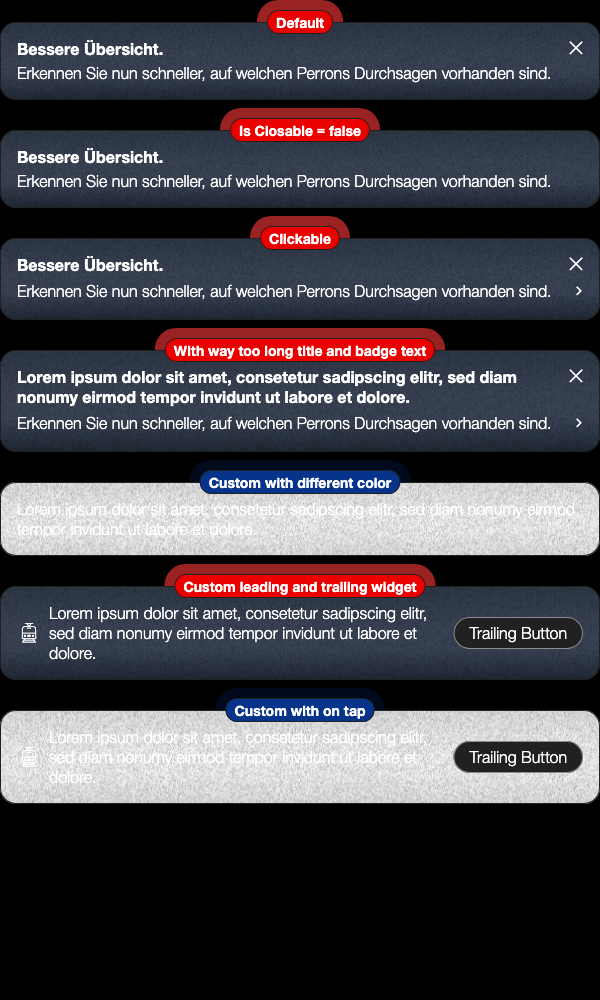 Default
Bessere Übersicht.
Erkennen Sie nun schneller, auf welchen Perrons Durchsagen vorhanden sind.
Is Closable = false
Bessere Übersicht.
Erkennen Sie nun schneller, auf welchen Perrons Durchsagen vorhanden sind.
Clickable
Bessere Übersicht.
Erkennen Sie nun schneller, auf welchen Perrons Durchsagen vorhanden sind.
With way too long title and badge text
Lorem ipsum dolor sit amet, consetetur sadipscing elitr, sed diam
nonumy eirmod tempor invidunt ut labore et dolore.
Erkennen Sie nun schneller, auf welchen Perrons Durchsagen vorhanden sind.
Custom with different color
Lorem ipsum dolor sit amet, consetetur sadipscing elitr, sed diam nonumy eirmod
tempor invidunt ut labore et dolore.
Custom leading and trailing widget
Lorem ipsum dolor sit amet, consetetur sadipscing elitr,
sed diam nonumy eirmod tempor invidunt ut labore et
dolore.
Trailing Button
Custom with on tap
Lorem ipsum dolor sit amet, consetetur sadipscing elitr,
sed diam nonumy eirmod tempor invidunt ut labore et
dolore.
Trailing Button